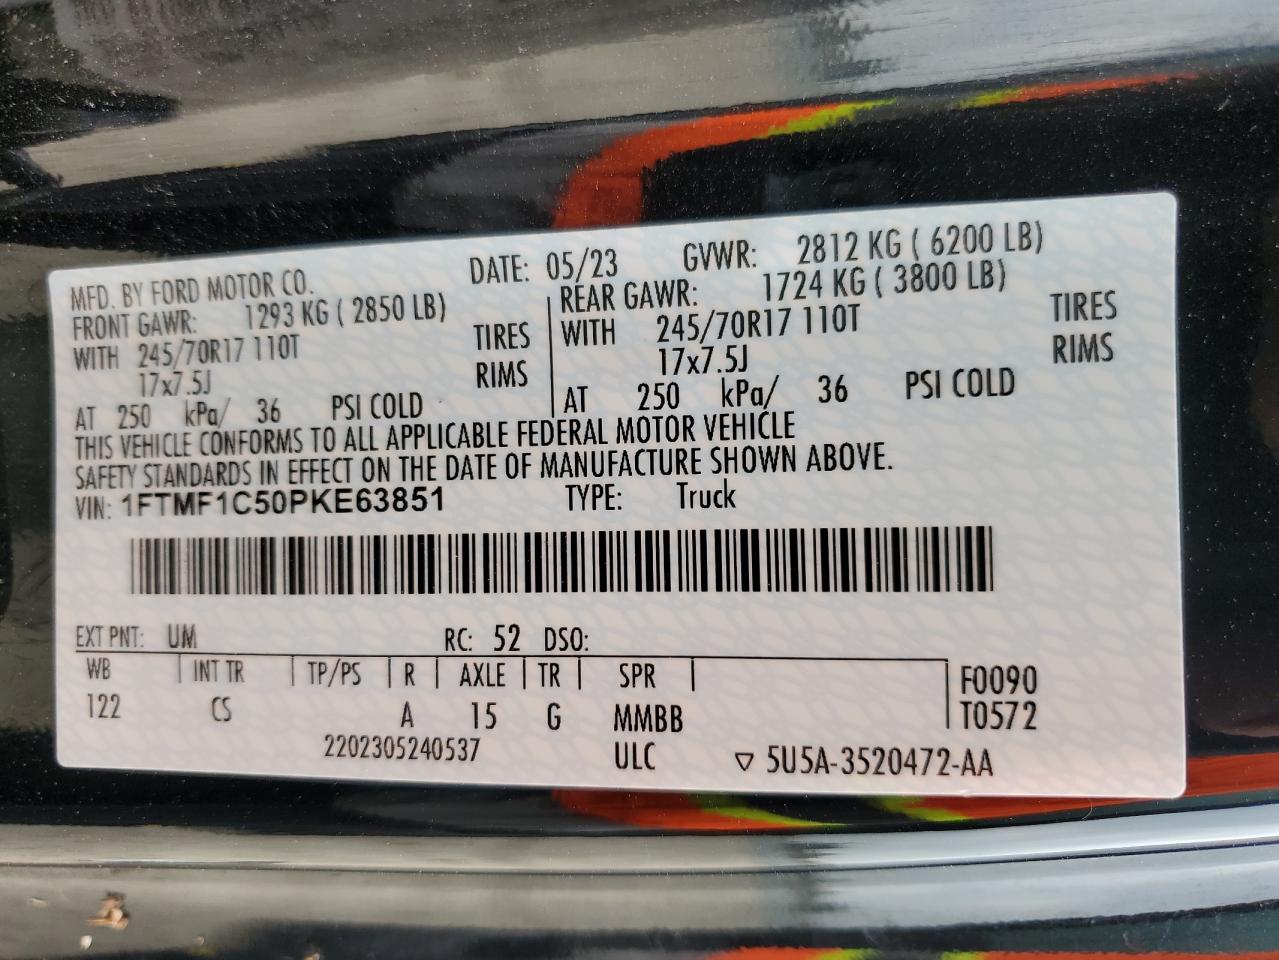 MFD. BY FORD MOTOR CO. DATE: 05/23 GVWR: 2812 KG ( 6200 LB)
FRONT GAWR: 1293 KG ( 2850 LB) REAR GAWR: 1724 KG ( 3800 LB)
WITH 245/70R17 110T TIRES WITH 245/70R17 110T TIRES
17x7.5J RIMS 17x7.5J RIMS
AT 250 kPa/ 36 PSI COLD AT 250 kPa/ 36 PSI COLD
THIS VEHICLE CONFORMS TO ALL APPLICABLE FEDERAL MOTOR VEHICLE
SAFETY STANDARDS IN EFFECT ON THE DATE OF MANUFACTURE SHOWN ABOVE.
VIN: 1FTMF1C50PKE63851 TYPE: Truck
EXT PNT: UM RC: 52 DSO:
WB INT TR TP/PS R AXLE TR SPR F0090
122 CS A 15 G MMBB T0572
2202305240537 ULC ▽ 5U5A-3520472-AA